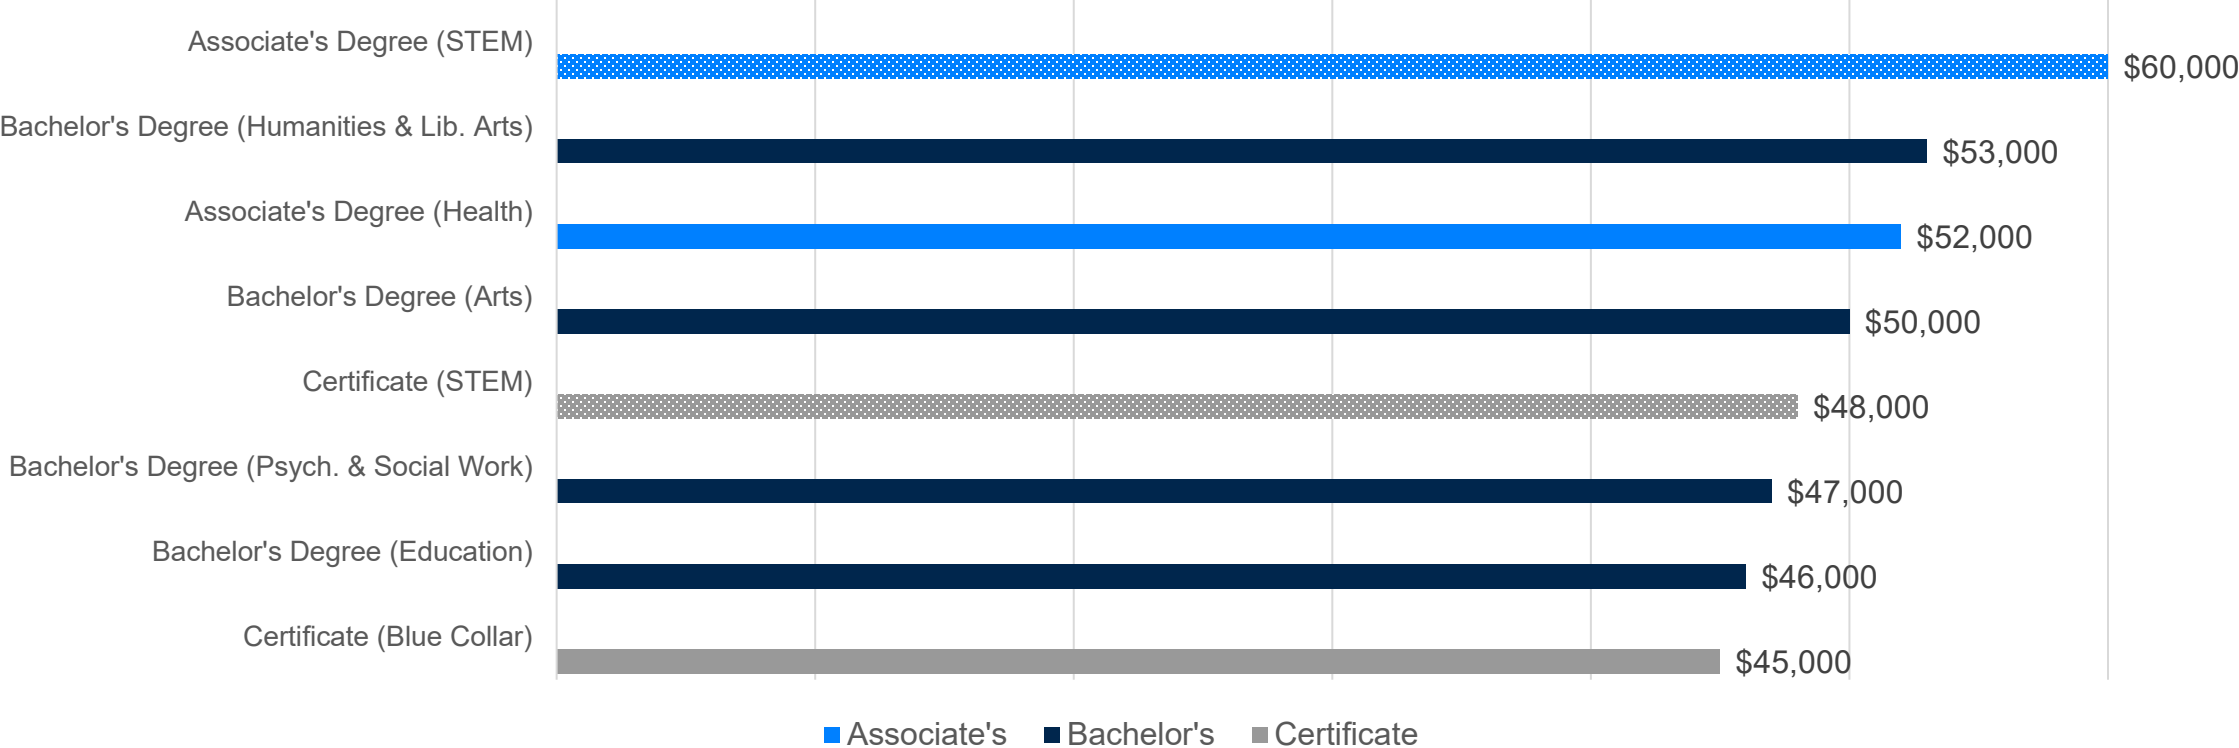 Associate's Degree (STEM)
$60,000
Bachelor's Degree (Humanities & Lib. Arts)
$53,000
Associate's Degree (Health)
$52,000
Bachelor's Degree (Arts)
$50,000
Certificate (STEM)
$48,000
Bachelor's Degree (Psych. & Social Work)
$47,000
Bachelor's Degree (Education)
$46,000
Certificate (Blue Collar)
$45,000
Associate's Bachelor's Certificate